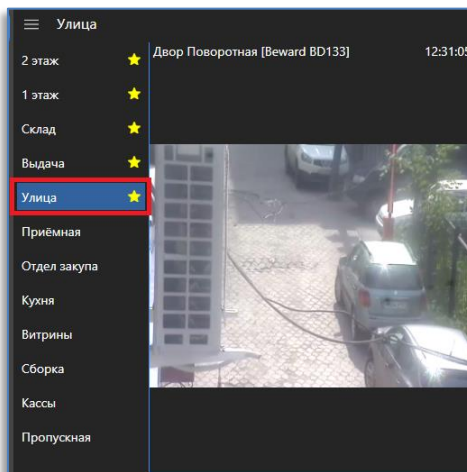 Улица
2 этаж
Двор Поворотная [Beward BD133] 12:31:05
1 этаж
Склад
Выдача
Улица
Приёмная
Отдел закупа
Кухня
Витрины
Сборка
Кассы
Пропускная